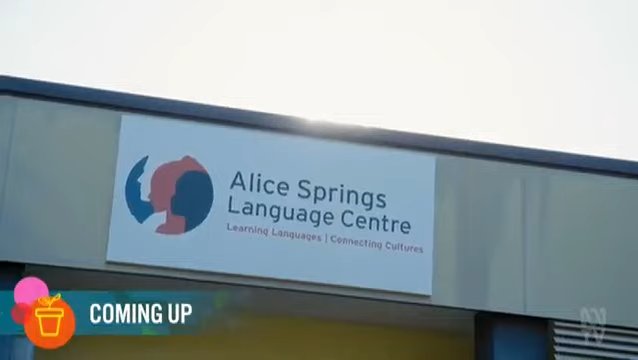 Alice Springs
Language Centre
Learning Languages | Connecting Cultures
COMING UP